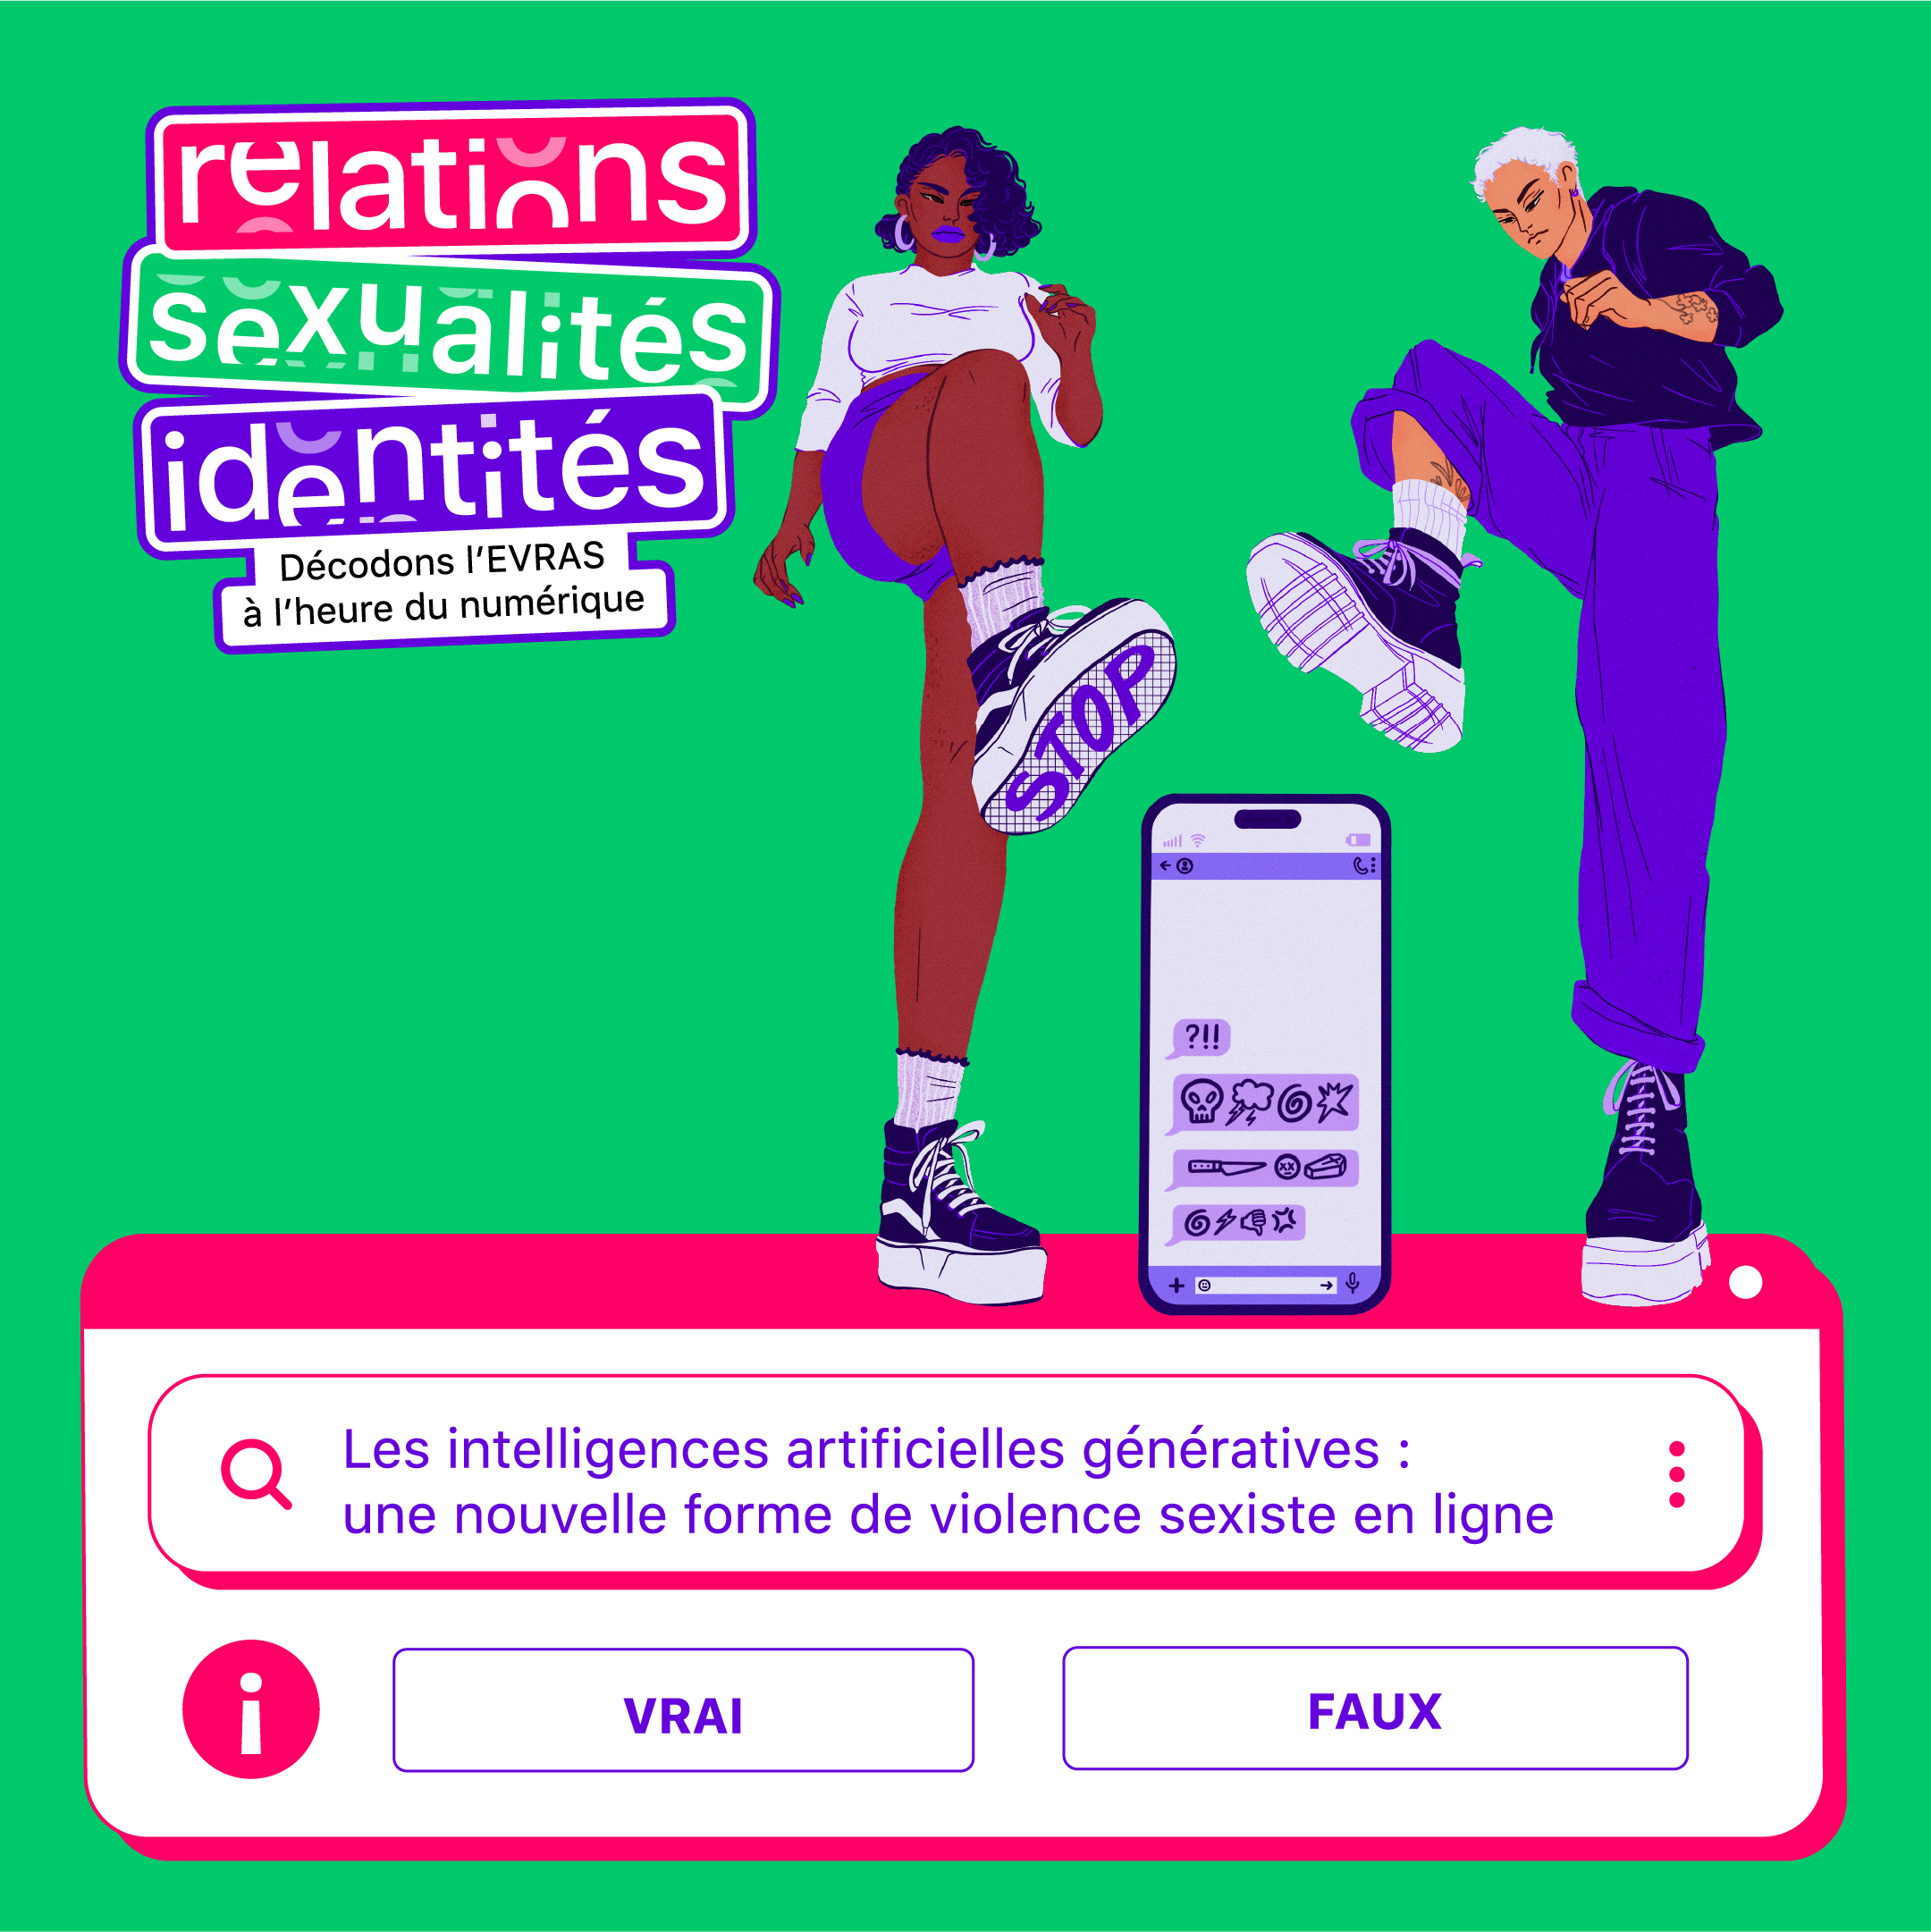 relations
sexualités
identités
Décodons l'EVRAS
à l'heure du numérique
STOP
?!!
Les intelligences artificielles génératives :
une nouvelle forme de violence sexiste en ligne
i
VRAI
FAUX